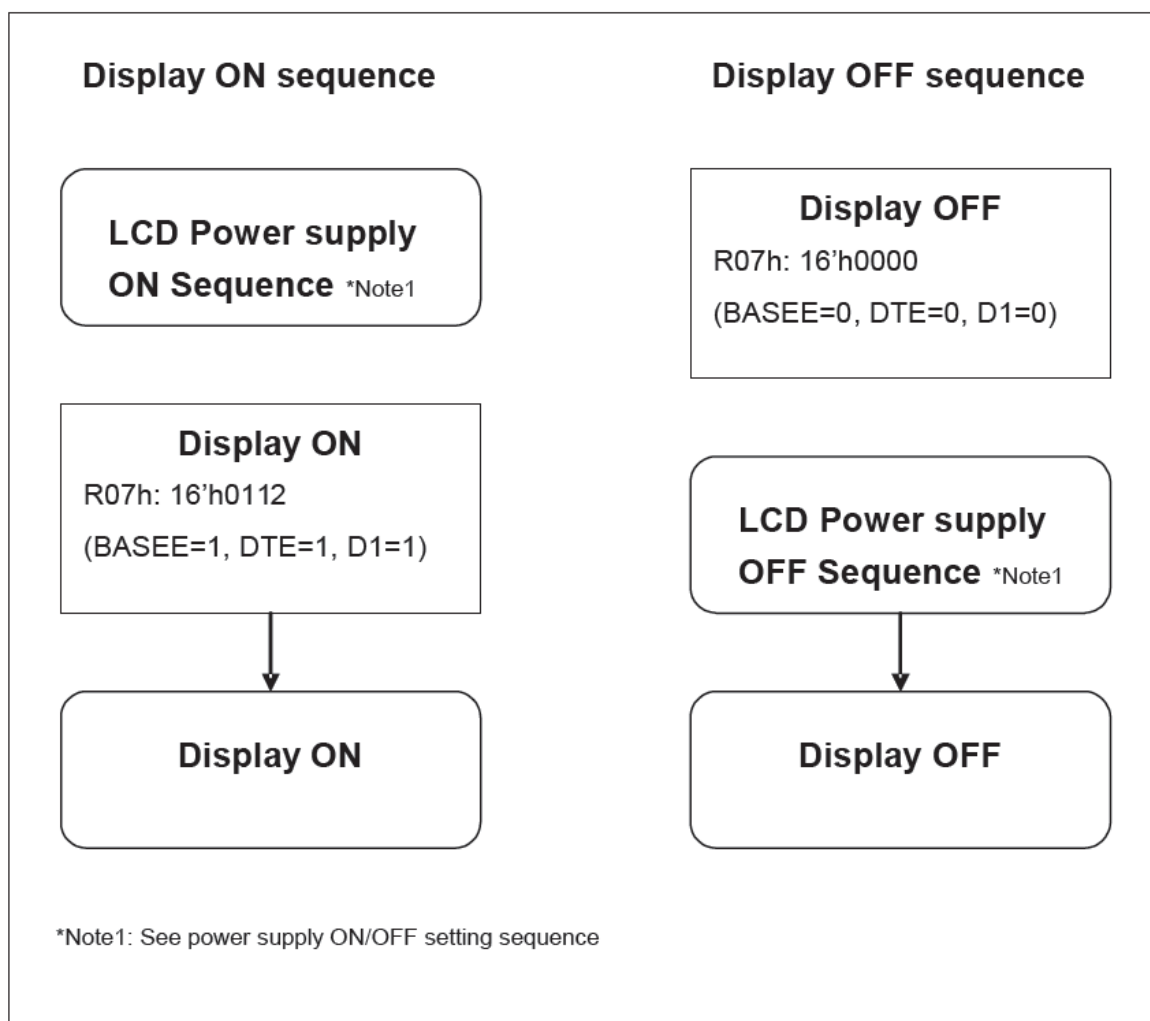 Display ON sequence
LCD Power supply
ON Sequence *Note1
Display ON
R07h: 16’h0112
(BASEE=1, DTE=1, D1=1)
Display ON
Display OFF sequence
Display OFF
R07h: 16’h0000
(BASEE=0, DTE=0, D1=0)
LCD Power supply
OFF Sequence *Note1
Display OFF
*Note1: See power supply ON/OFF setting sequence